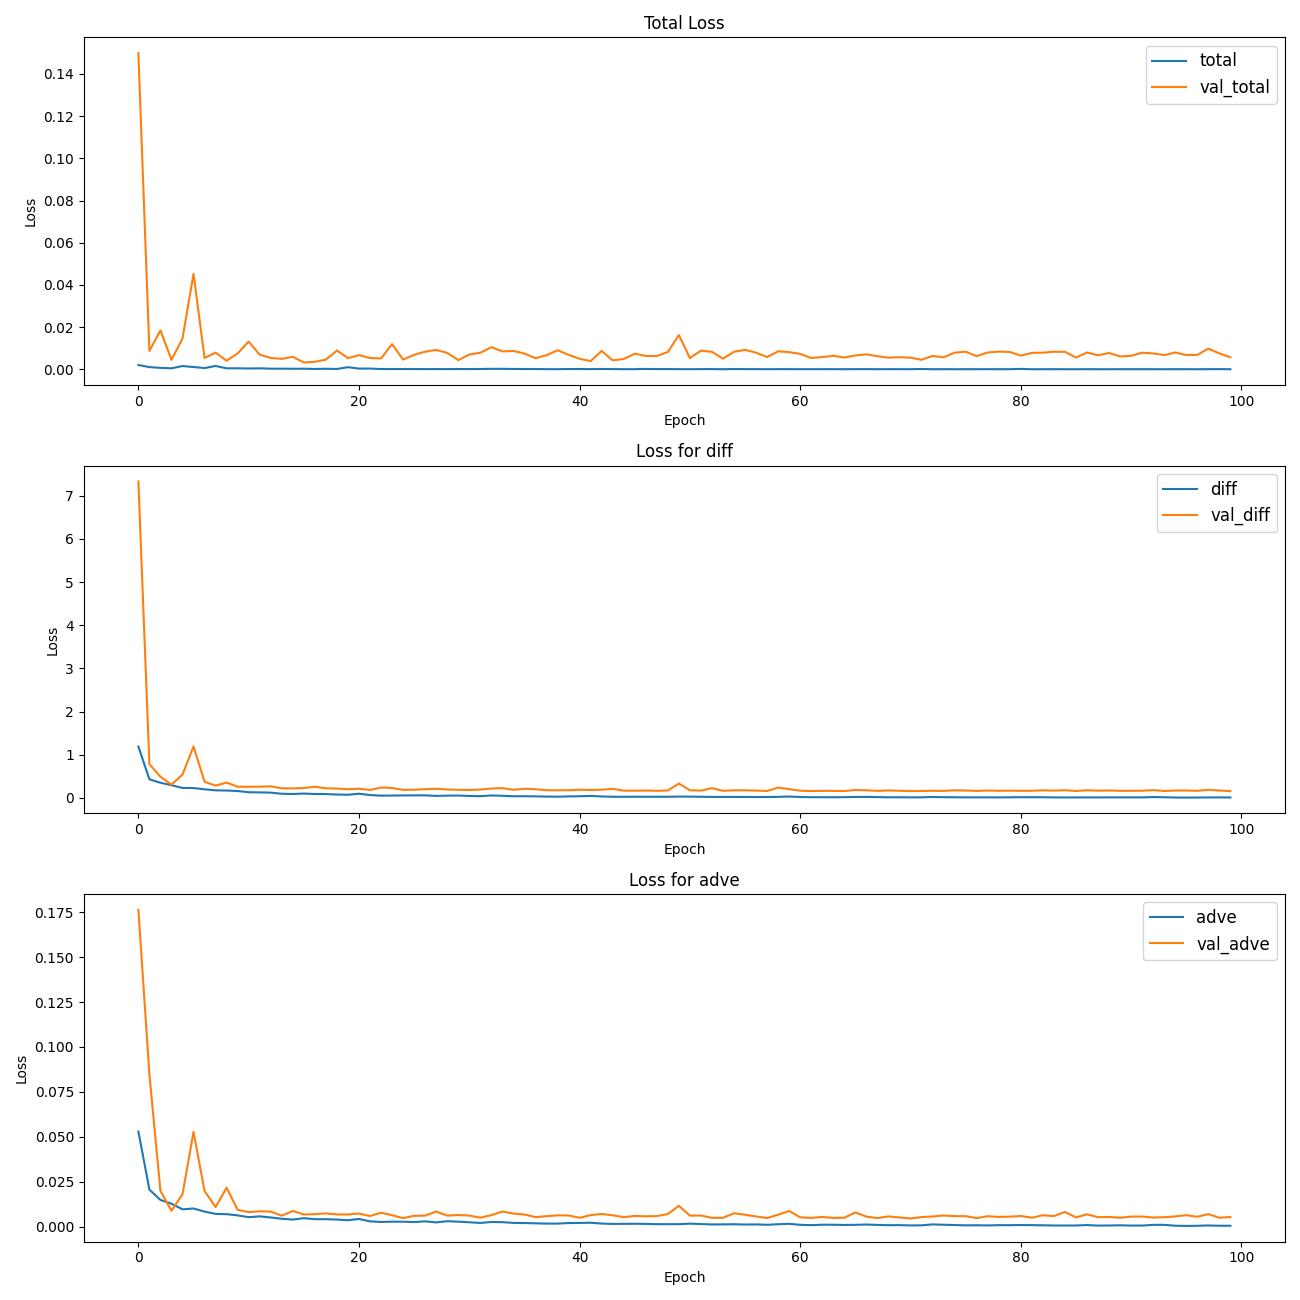 Total Loss
total
val_total
0.14
0.12
0.10
0.08
0.06
0.04
0.02
0.00
Loss
0 20 40 60 80 100
Epoch
Loss for diff
diff
val_diff
7
6
5
4
3
2
1
0
Loss
0 20 40 60 80 100
Epoch
Loss for adve
adve
val_adve
0.175
0.150
0.125
0.100
0.075
0.050
0.025
0.000
Loss
0 20 40 60 80 100
Epoch